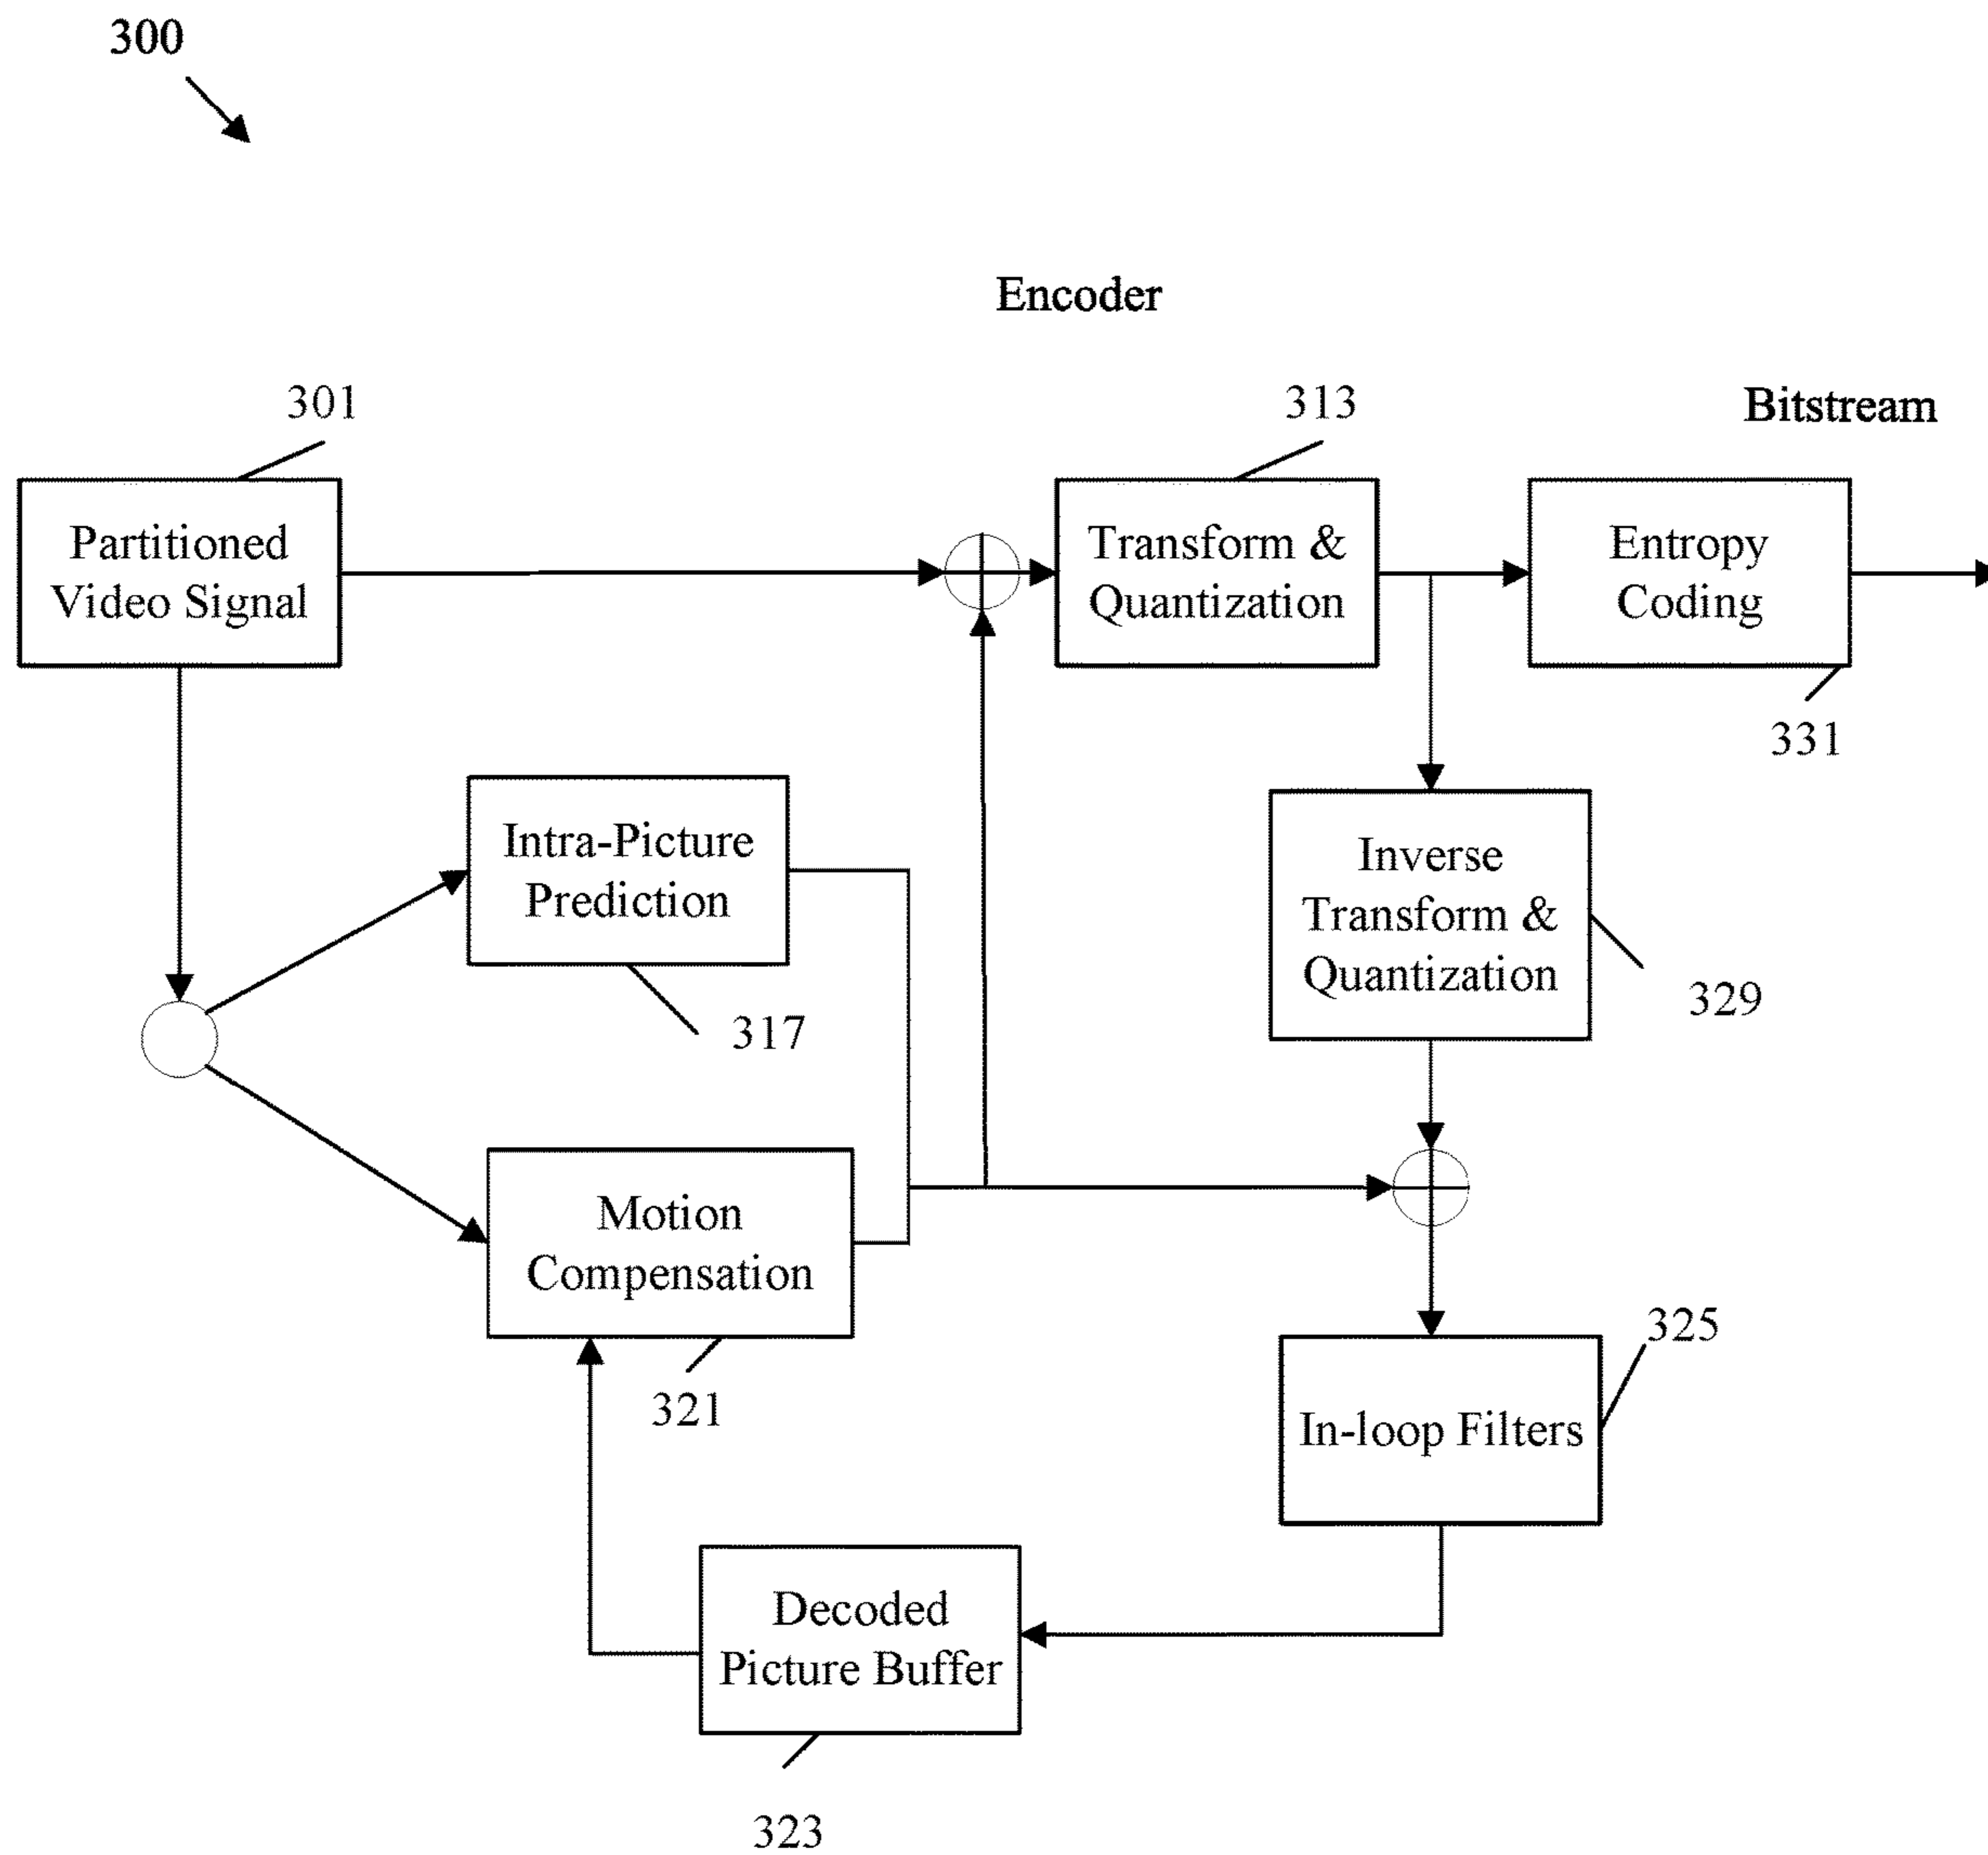 300
Encoder
301
313
Bitstream
Partitioned
Video Signal
Transform &
Quantization
Entropy
Coding
331
Intra-Picture
Prediction
317
Inverse
Transform &
Quantization
329
Motion
Compensation
321
325
In-loop Filters
Decoded
Picture Buffer
323